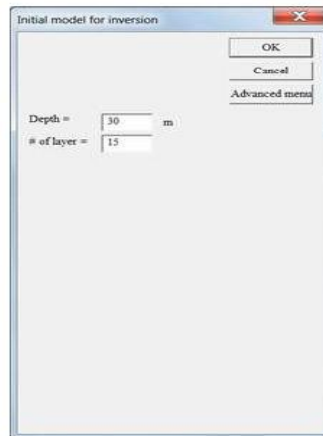 Initial model for inversion
OK
Cancel
Advanced menu
Depth = 30 m
# of layer = 15